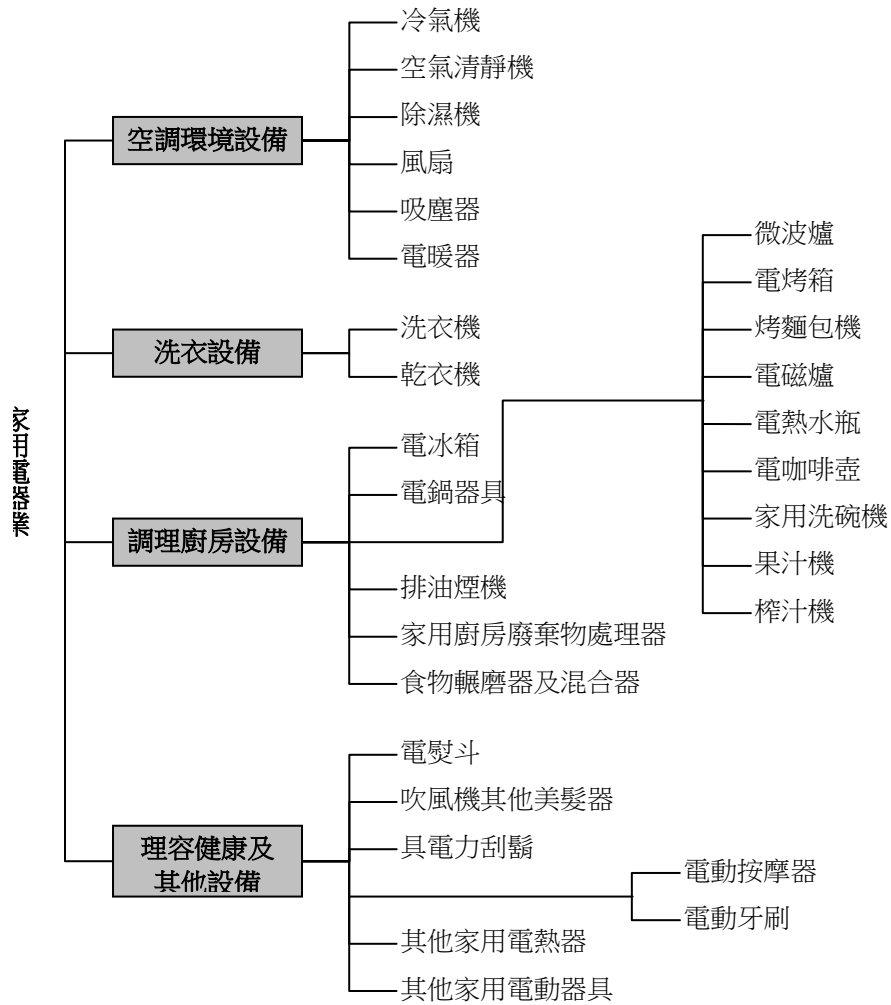 家用電器業
空調環境設備
冷氣機
空氣清靜機
除濕機
風扇
吸塵器
電暖器
洗衣設備
洗衣機
乾衣機
調理廚房設備
電冰箱
電鍋器具
微波爐
電烤箱
烤麵包機
電磁爐
電熱水瓶
電咖啡壺
家用洗碗機
果汁機
榨汁機
排油煙機
家用廚房廢棄物處理器
食物輾磨器及混合器
理容健康及
其他設備
電熨斗
吹風機其他美髮器
具電力刮鬍
電動按摩器
電動牙刷
其他家用電熱器
其他家用電動器具